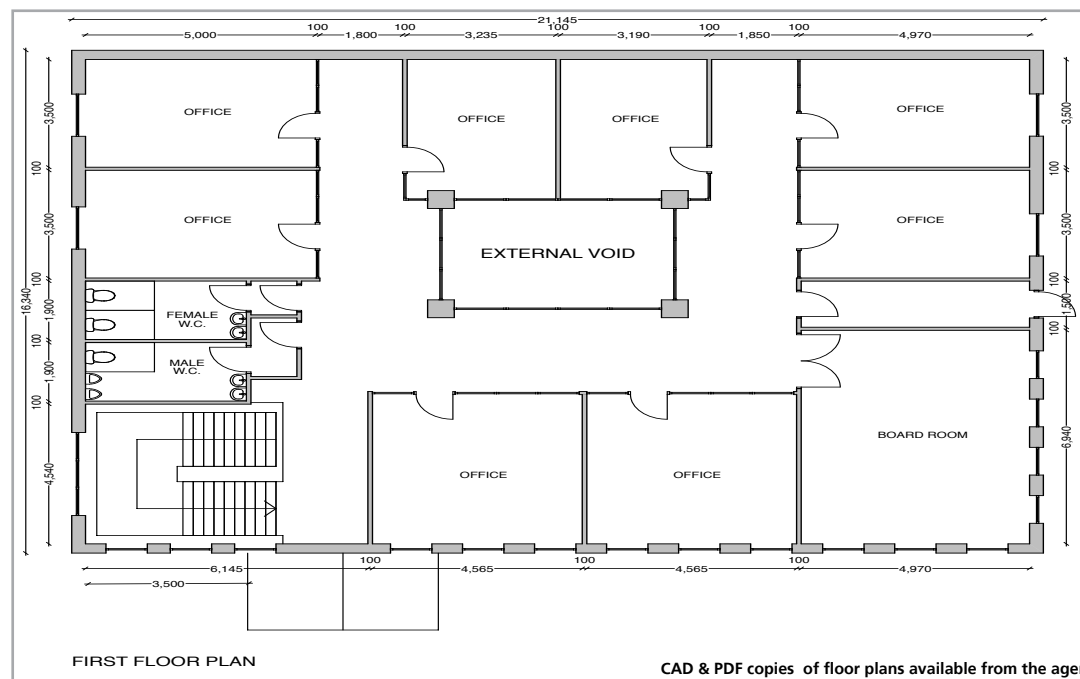 21,145
100 100 100 100 100
5,000 1,800 3,235 3,190 1,850 4,970
16,340
3,500
100
3,500
100
1,900
100
1,900
100
4,540
OFFICE
OFFICE
OFFICE
OFFICE
OFFICE
OFFICE
EXTERNAL VOID
FEMALE
W.C.
MALE
W.C.
OFFICE
OFFICE
BOARD ROOM
3,500
100
3,500
100
1,500
100
6,940
100 100 100
6,145 4,565 4,565 4,970
3,500
FIRST FLOOR PLAN
CAD & PDF copies of floor plans available from the age